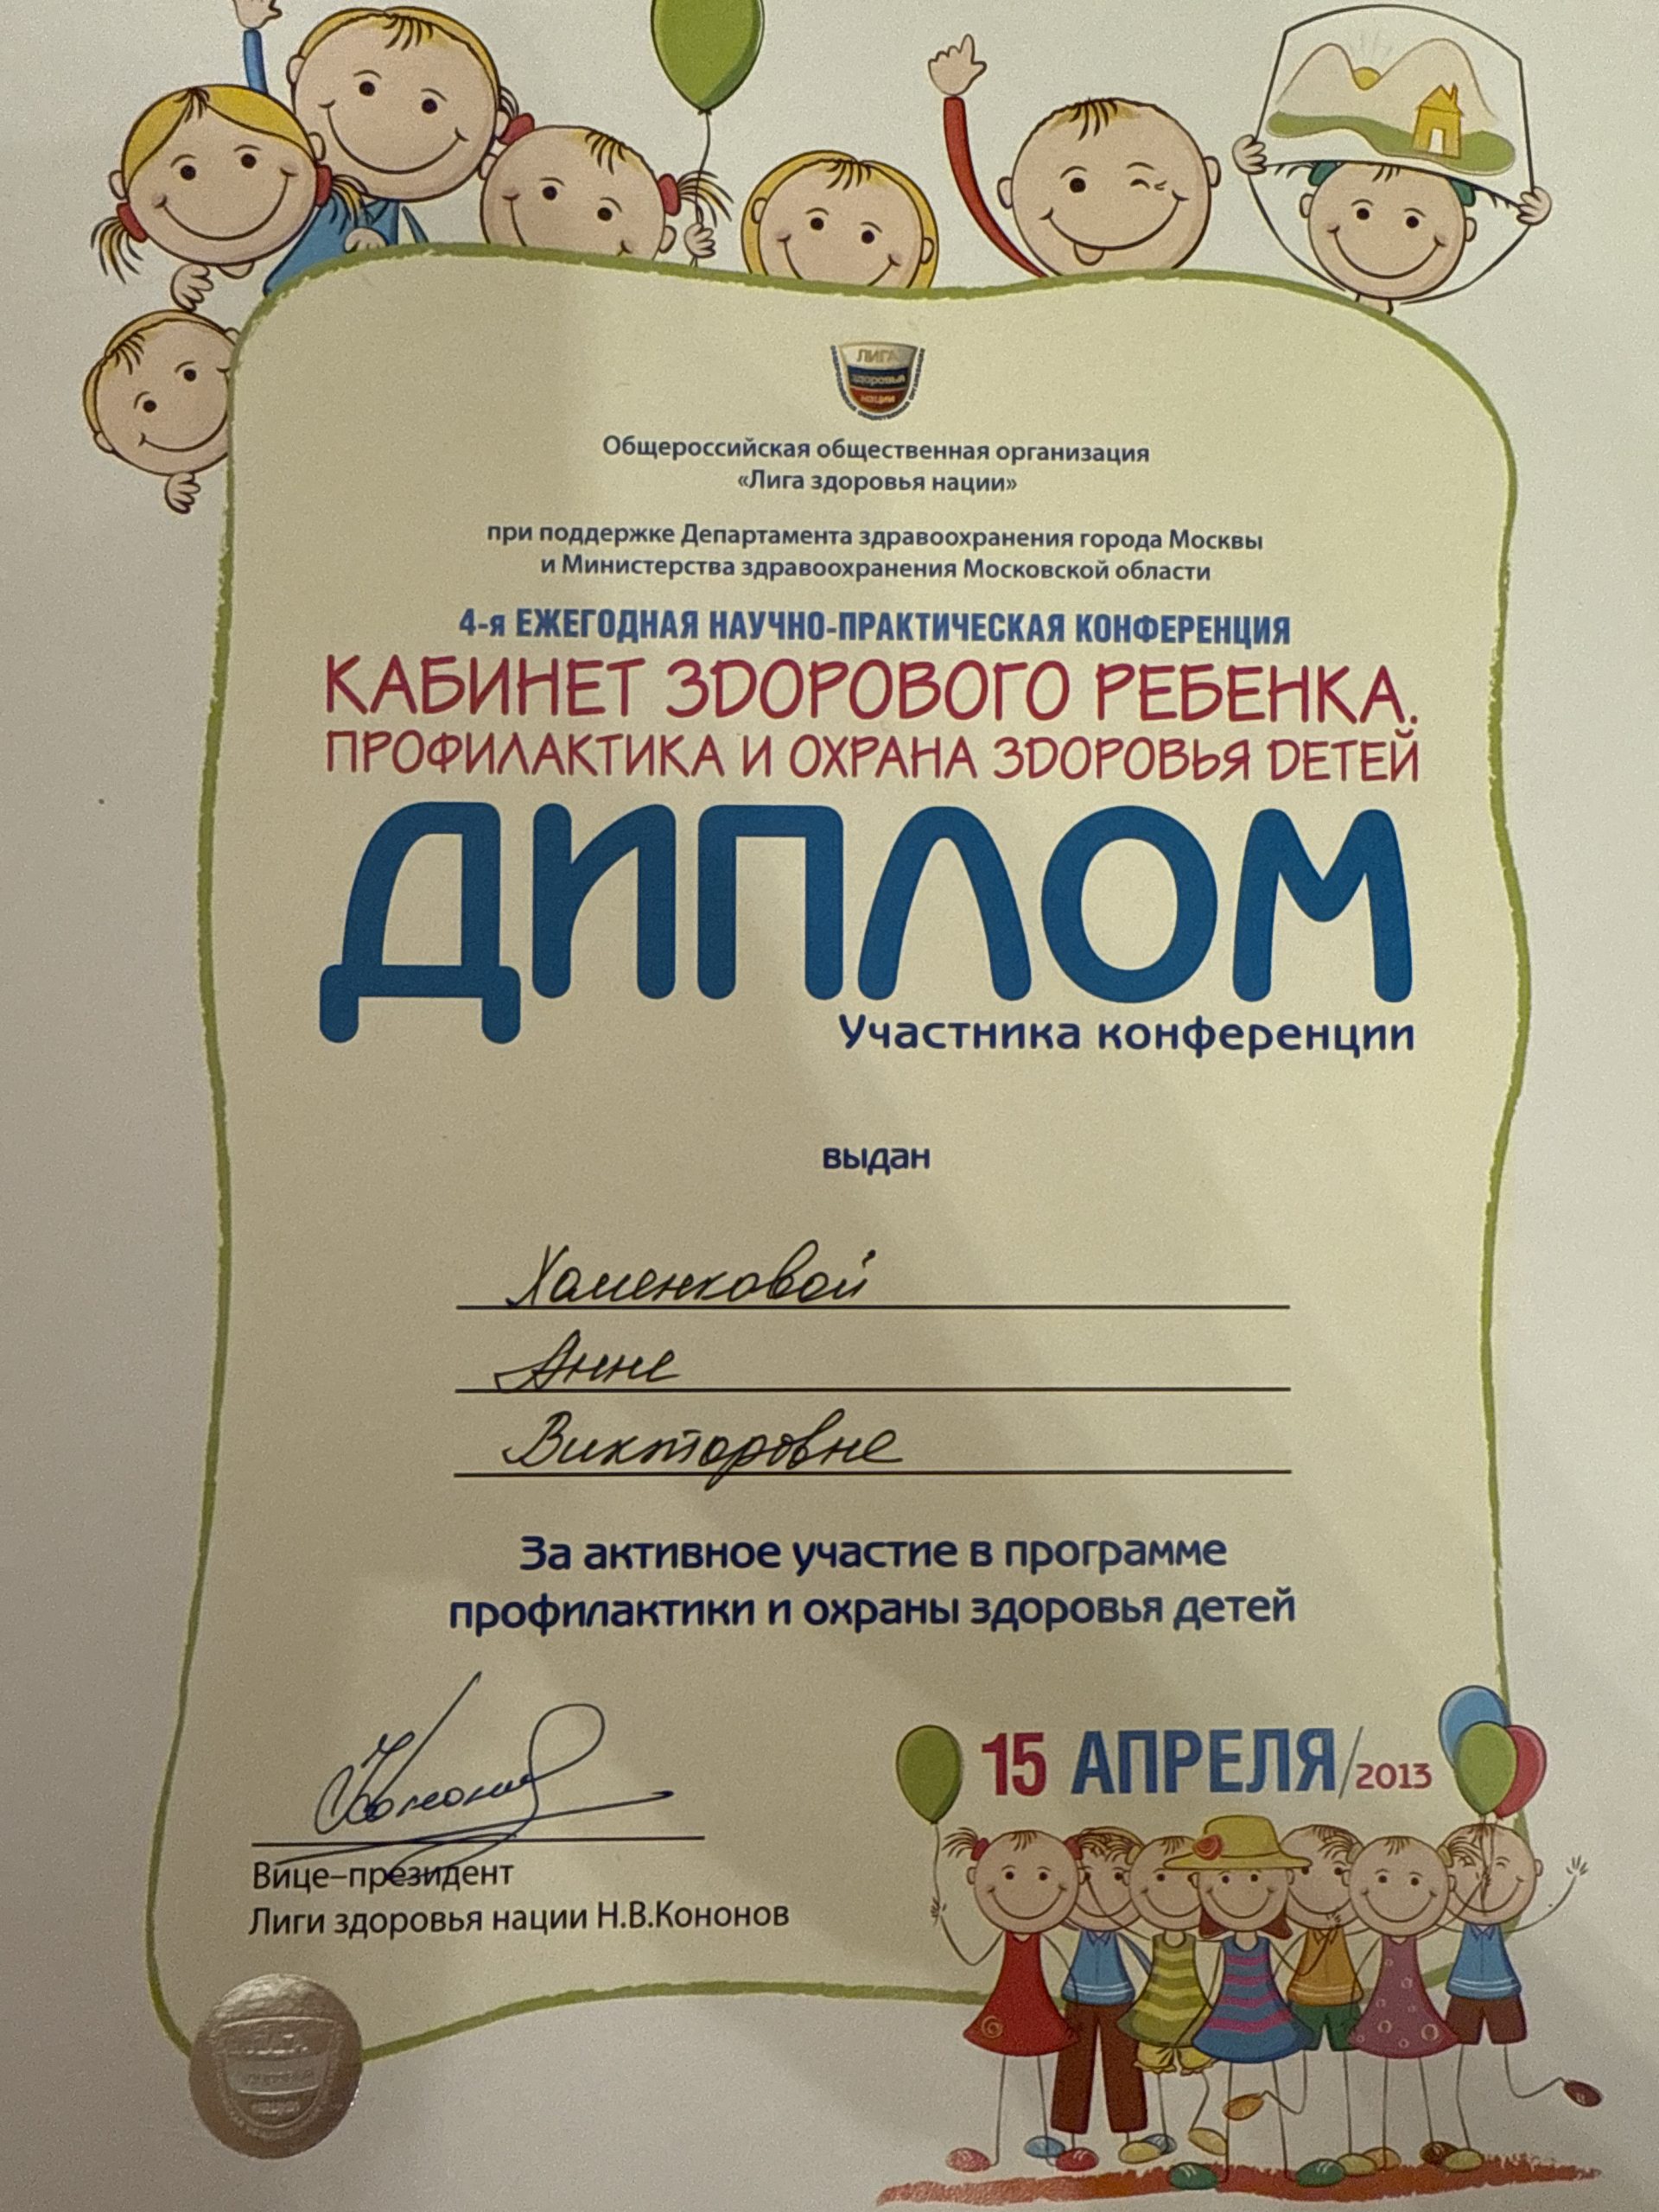 ЛИГА
здоровья
нации
Общероссийская общественная организация
«Лига здоровья нации»
при поддержке Департамента здравоохранения города Москвы
и Министерства здравоохранения Московской области
4-я ЕЖЕГОДНАЯ НАУЧНО-ПРАКТИЧЕСКАЯ КОНФЕРЕНЦИЯ
КАБИНЕТ ЗДОРОВОГО РЕБЕНКА.
ПРОФИЛАКТИКА И ОХРАНА ЗДОРОВЬЯ ДЕТЕЙ
ДИПЛОМ
Участника конференции
выдан
Хаменковой
Анне
Викторовне
За активное участие в программе
профилактики и охраны здоровья детей
Вице–президент
Лиги здоровья нации Н.В.Кононов
15 АПРЕЛЯ/2013